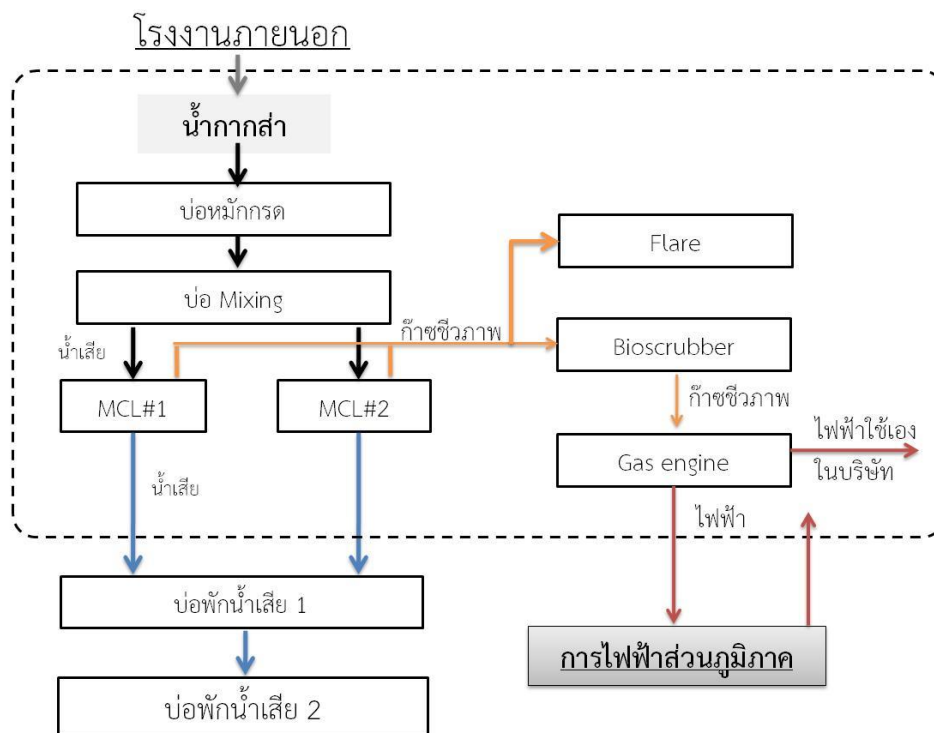 โรงงานภายนอก
น้ำกากส่า
บ่อหมักกรด
Flare
บ่อ Mixing
ก๊าซชีวภาพ
น้ำเสีย
Bioscrubber
MCL#1
MCL#2
ก๊าซชีวภาพ
ไฟฟ้าใช้เอง
ในบริษัท
Gas engine
น้ำเสีย
ไฟฟ้า
บ่อพักน้ำเสีย 1
การไฟฟ้าส่วนภูมิภาค
บ่อพักน้ำเสีย 2